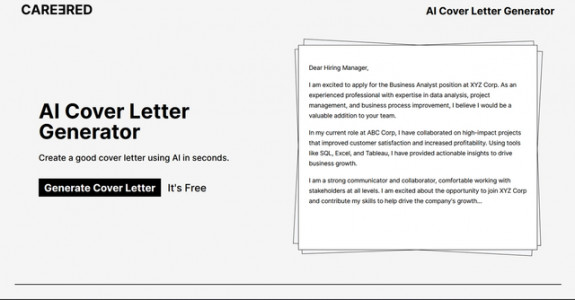 CAREERED
AI Cover Letter Generator
AI Cover Letter
Generator
Create a good cover letter using AI in seconds.
Generate Cover Letter
It's Free
Dear Hiring Manager,
I am excited to apply for the Business Analyst position at XYZ Corp. As an
experienced professional with expertise in data analysis, project
management, and business process improvement, I believe I would be a
valuable addition to your team.
In my current role at ABC Corp, I have collaborated on high-impact projects
that improved customer satisfaction and increased profitability. Using tools
like SQL, Excel, and Tableau, I have provided actionable insights to drive
business growth.
I am a strong communicator and collaborator, comfortable working with
stakeholders at all levels. I am excited about the opportunity to join XYZ Corp
and contribute my skills to help drive the company's growth...